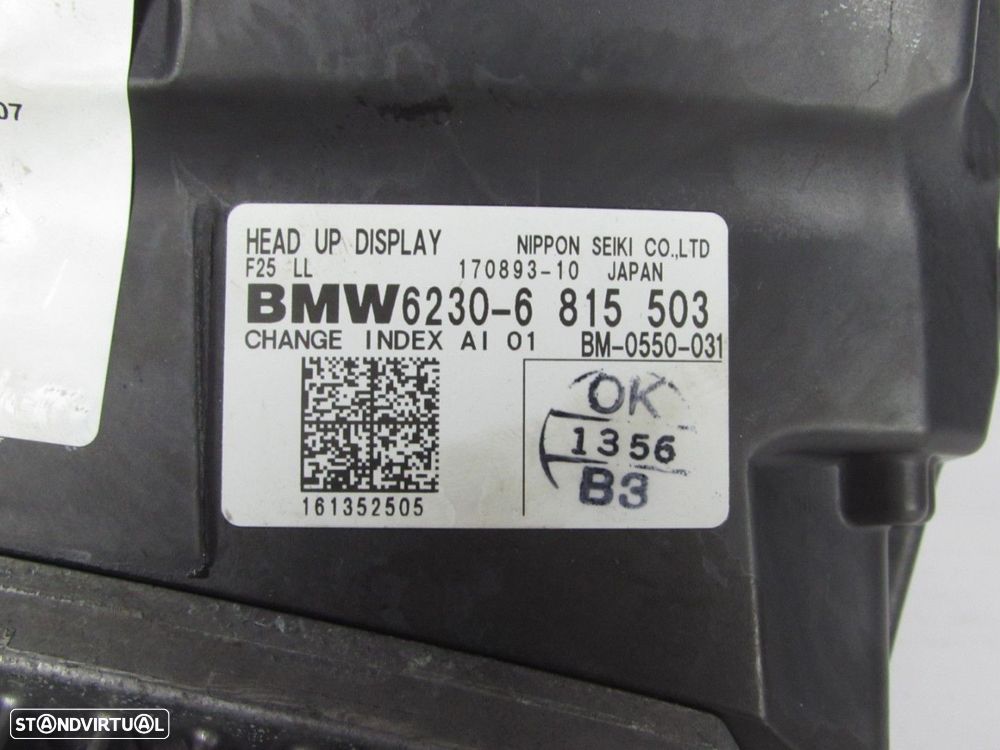 07
HEAD UP DISPLAY NIPPON SEIKI CO.,LTD
F25 LL 170893-10 JAPAN
BMW6230-6 815 503
CHANGE INDEX AI 01 BM-0550-031
OK
1356
B3
161352505
STANDVIRTUAL